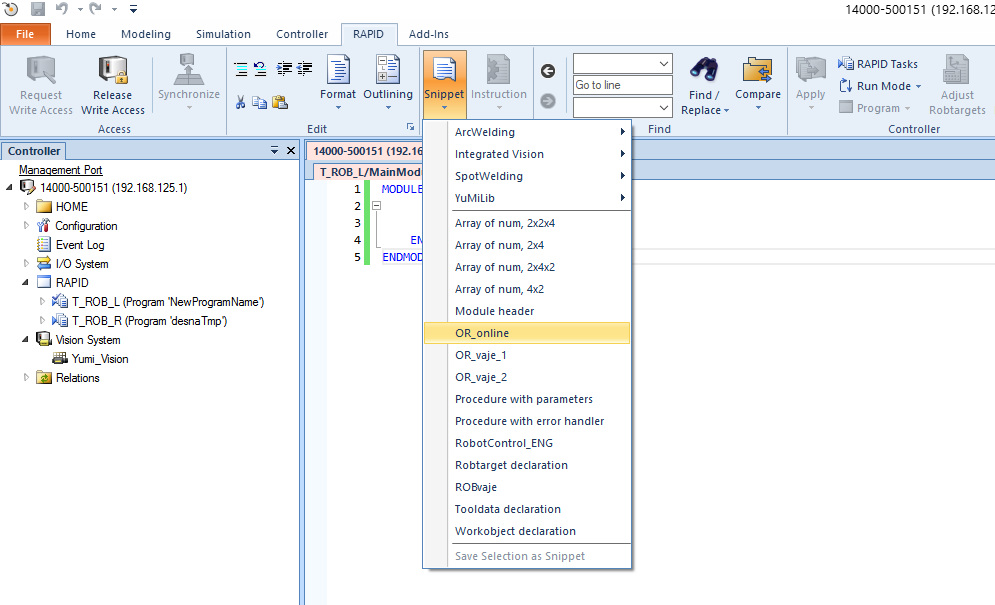 14000-500151 (192.168.12
File Home Modeling Simulation Controller RAPID Add-Ins
Request Write Access
Release Write Access
Synchronize
Format
Outlining
Snippet
Instruction
Go to line
Find / Replace
Compare
Apply
RAPID Tasks
Run Mode
Program
Adjust Robtargets
Access Edit Find Controller
Controller
Management Port
14000-500151 (192.168.125.1)
HOME
Configuration
Event Log
I/O System
RAPID
T_ROB_L (Program 'NewProgramName')
T_ROB_R (Program 'desnaTmp')
Vision System
Yumi_Vision
Relations
14000-500151 (192.16
T_ROB_L/MainModu
1 MODULE
2
3
4 EN
5 ENDMOD
ArcWelding
Integrated Vision
SpotWelding
YuMiLib
Array of num, 2x2x4
Array of num, 2x4
Array of num, 2x4x2
Array of num, 4x2
Module header
OR_online
OR_vaje_1
OR_vaje_2
Procedure with parameters
Procedure with error handler
RobotControl_ENG
Robtarget declaration
ROBvaje
Tooldata declaration
Workobject declaration
Save Selection as Snippet